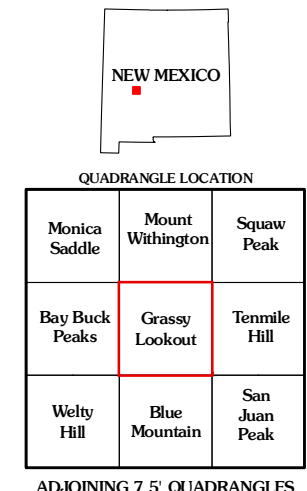 NEW MEXICO
QUADRANGLE LOCATION
Monica
Saddle
Mount
Withington
Squaw
Peak
Bay Buck
Peaks
Grassy
Lookout
Tenmile
Hill
Welty
Hill
Blue
Mountain
San
Juan
Peak
ADJOINING 7.5' QUADRANGLES